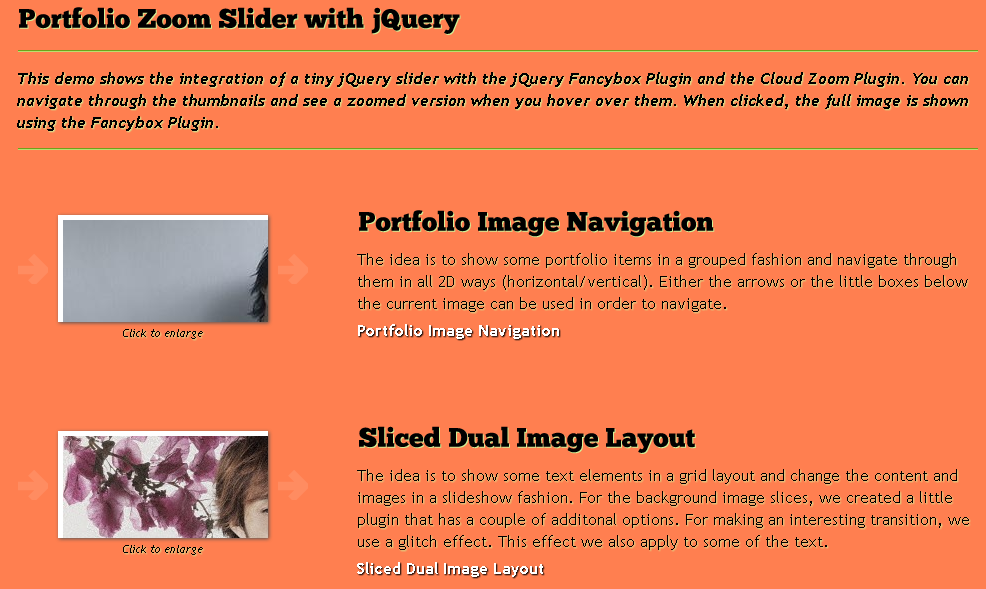 Portfolio Zoom Slider with jQuery
This demo shows the integration of a tiny jQuery slider with the jQuery Fancybox Plugin and the Cloud Zoom Plugin. You can
navigate through the thumbnails and see a zoomed version when you hover over them. When clicked, the full image is shown
using the Fancybox Plugin.
Portfolio Image Navigation
The idea is to show some portfolio items in a grouped fashion and navigate through
them in all 2D ways (horizontal/vertical). Either the arrows or the little boxes below
the current image can be used in order to navigate.
Portfolio Image Navigation
Click to enlarge
Sliced Dual Image Layout
The idea is to show some text elements in a grid layout and change the content and
images in a slideshow fashion. For the background image slices, we created a little
plugin that has a couple of additonal options. For making an interesting transition, we
use a glitch effect. This effect we also apply to some of the text.
Click to enlarge
Sliced Dual Image Layout